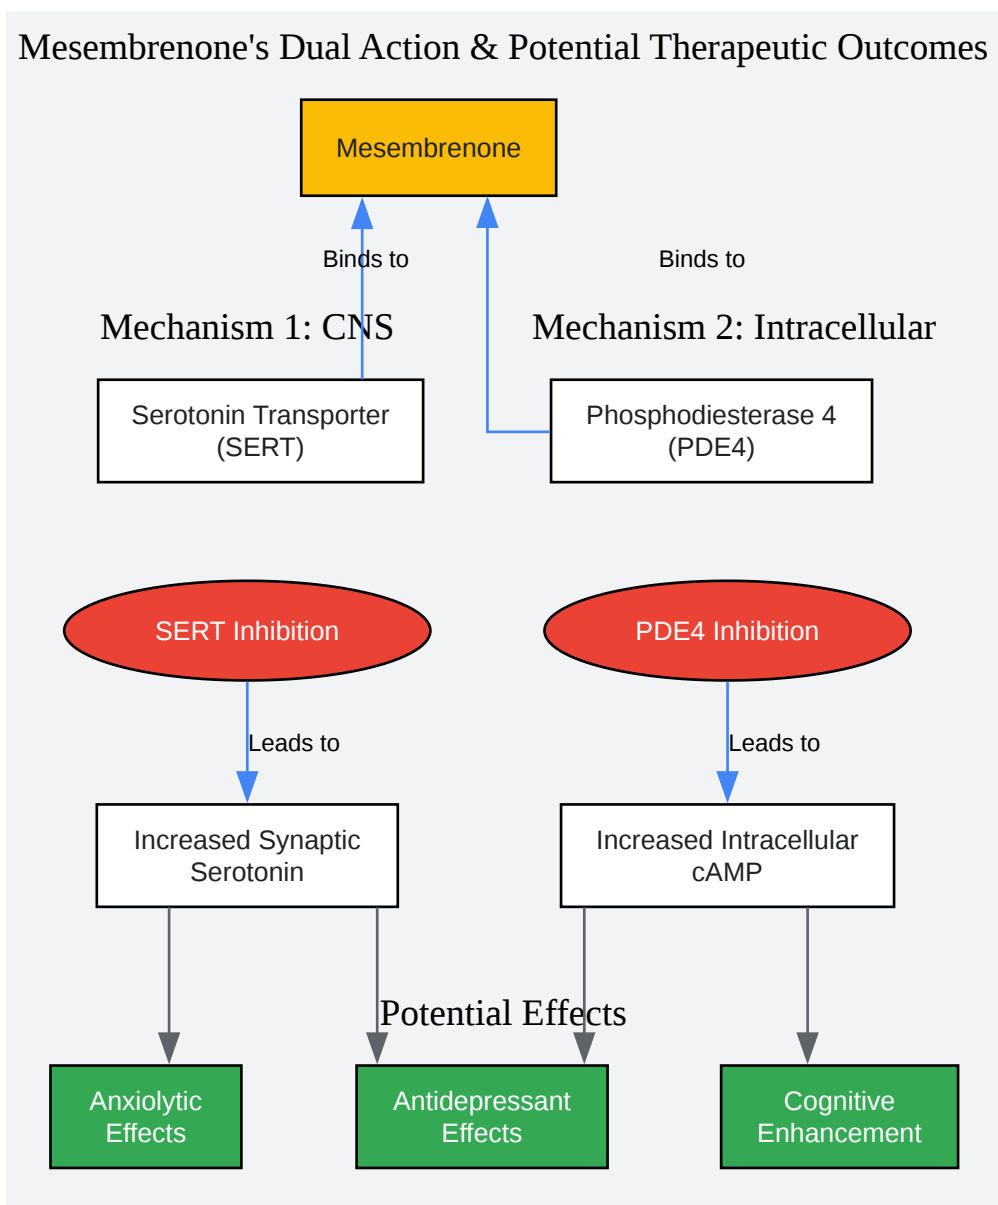 Mesembrenone's Dual Action & Potential Therapeutic Outcomes
Mesembrenone
Binds to
Binds to
Mechanism 1: CNS
Mechanism 2: Intracellular
Serotonin Transporter
(SERT)
Phosphodiesterase 4
(PDE4)
SERT Inhibition
PDE4 Inhibition
Leads to
Leads to
Increased Synaptic
Serotonin
Increased Intracellular
cAMP
Potential Effects
Anxiolytic
Effects
Antidepressant
Effects
Cognitive
Enhancement